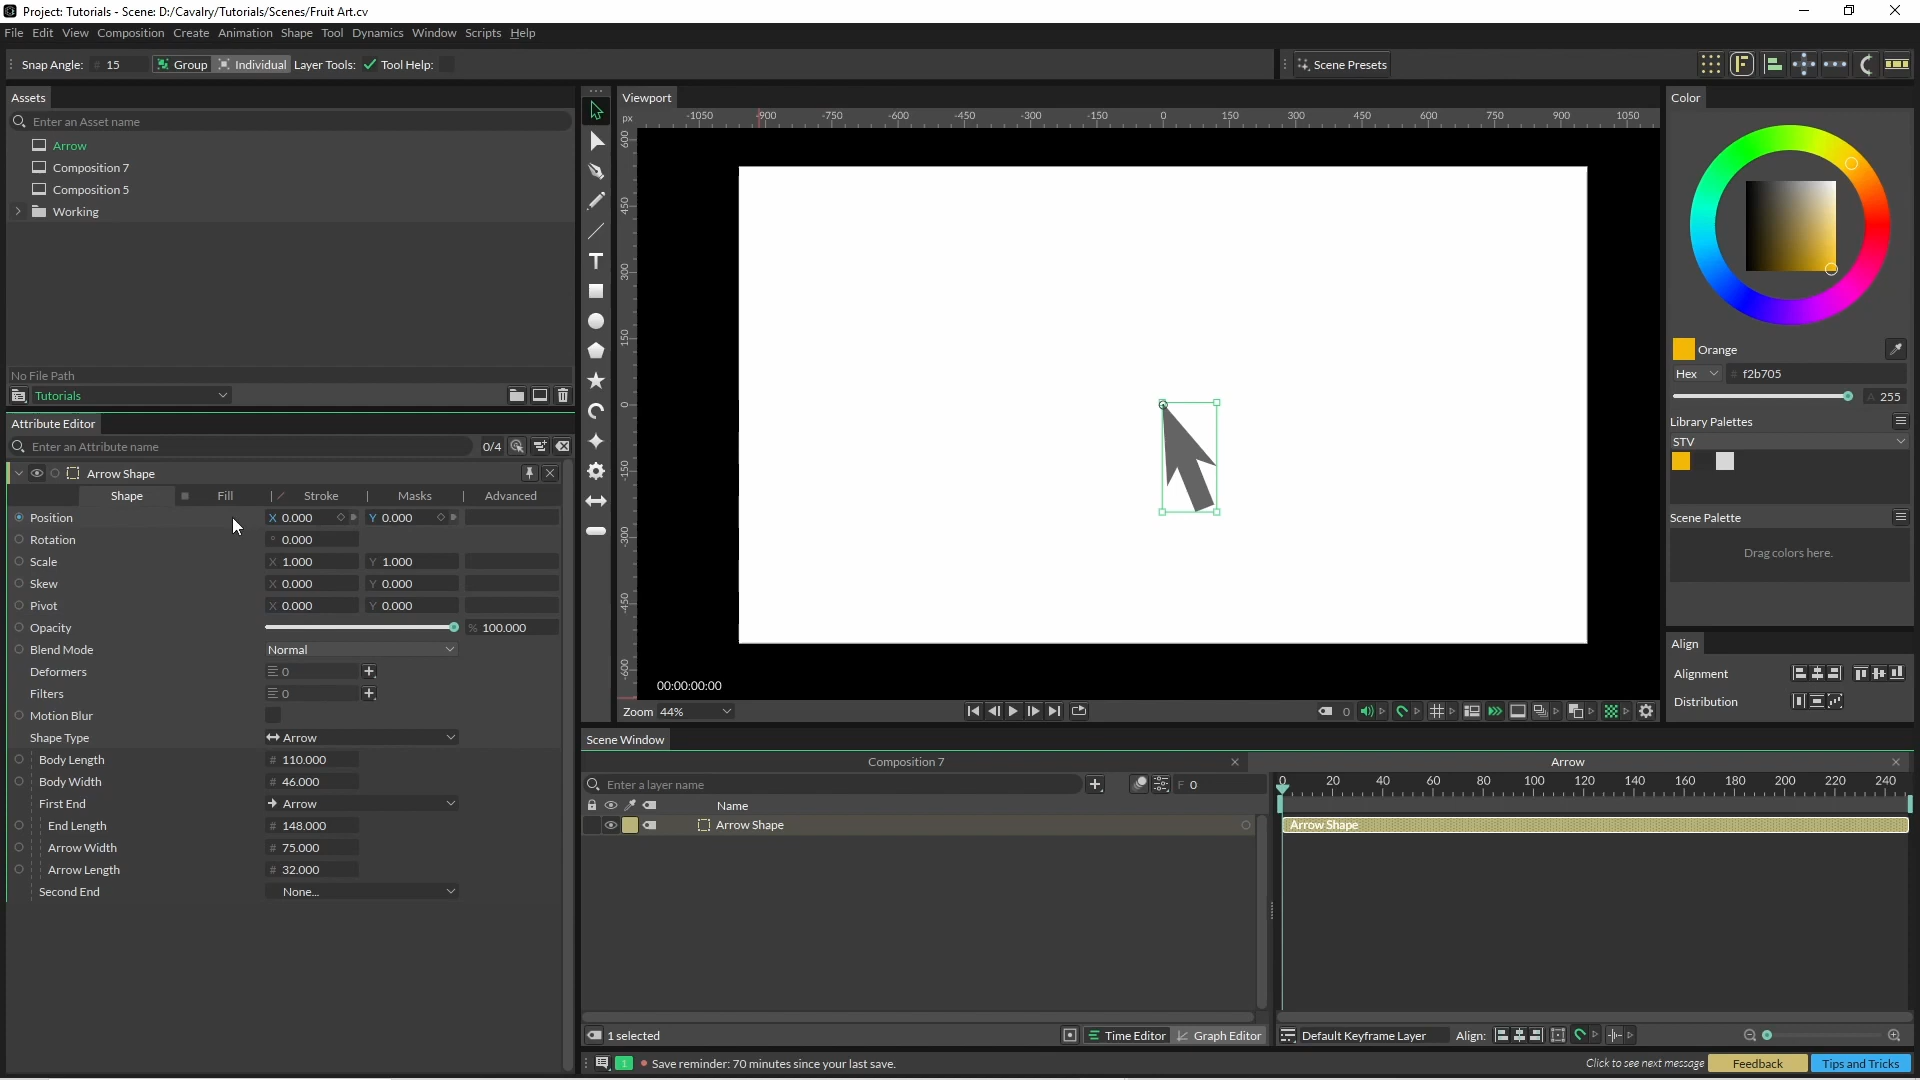 Project: Tutorials - Scene: D:/Cavalry/Tutorials/Scenes/Fruit Art.cv
File Edit View Composition Create Animation Shape Tool Dynamics Window Scripts Help
Snap Angle: # 15 Group Individual Layer Tools: Tool Help: Scene Presets
Assets
Enter an Asset name
Arrow
Composition 7
Composition 5
Working
No File Path
Tutorials
Attribute Editor
Enter an Attribute name 0/4
Arrow Shape
Shape Fill Stroke Masks Advanced
Position X 0.000 Y 0.000
Rotation ° 0.000
Scale X 1.000 Y 1.000
Skew X 0.000 Y 0.000
Pivot X 0.000 Y 0.000
Opacity % 100.000
Blend Mode Normal
Deformers 0
Filters 0
Motion Blur
Shape Type Arrow
Body Length # 110.000
Body Width # 46.000
First End Arrow
End Length # 148.000
Arrow Width # 75.000
Arrow Length # 32.000
Second End None...
Viewport
px -1050 -900 -750 -600 -450 -300 -150 0 150 300 450 600 750 900 1050
600
450
300
150
0
-150
-300
-450
-600
00:00:00:00
Zoom 44%
0
Color
Orange
Hex # f2b705
A 255
Library Palettes
STV
Scene Palette
Drag colors here.
Align
Alignment
Distribution
Scene Window
Composition 7 Arrow
Enter a layer name F 0
0 20 40 60 80 100 120 140 160 180 200 220 240
Name
Arrow Shape
Arrow Shape
1 selected Time Editor Graph Editor Default Keyframe Layer Align:
1 Save reminder: 70 minutes since your last save. Click to see next message Feedback Tips and Tricks